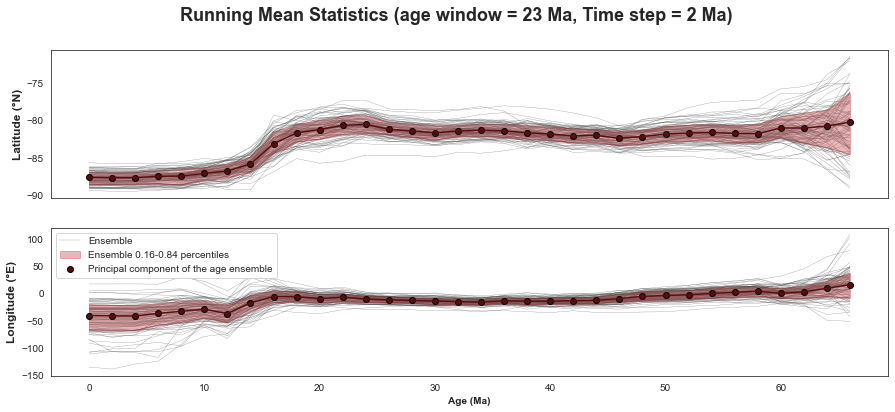 Running Mean Statistics (age window = 23 Ma, Time step = 2 Ma)
Latitude (°N)
−75
−80
−85
−90
Longitude (°E)
100
50
0
−50
−100
−150
Ensemble
Ensemble 0.16-0.84 percentiles
Principal component of the age ensemble
0 10 20 30 40 50 60
Age (Ma)